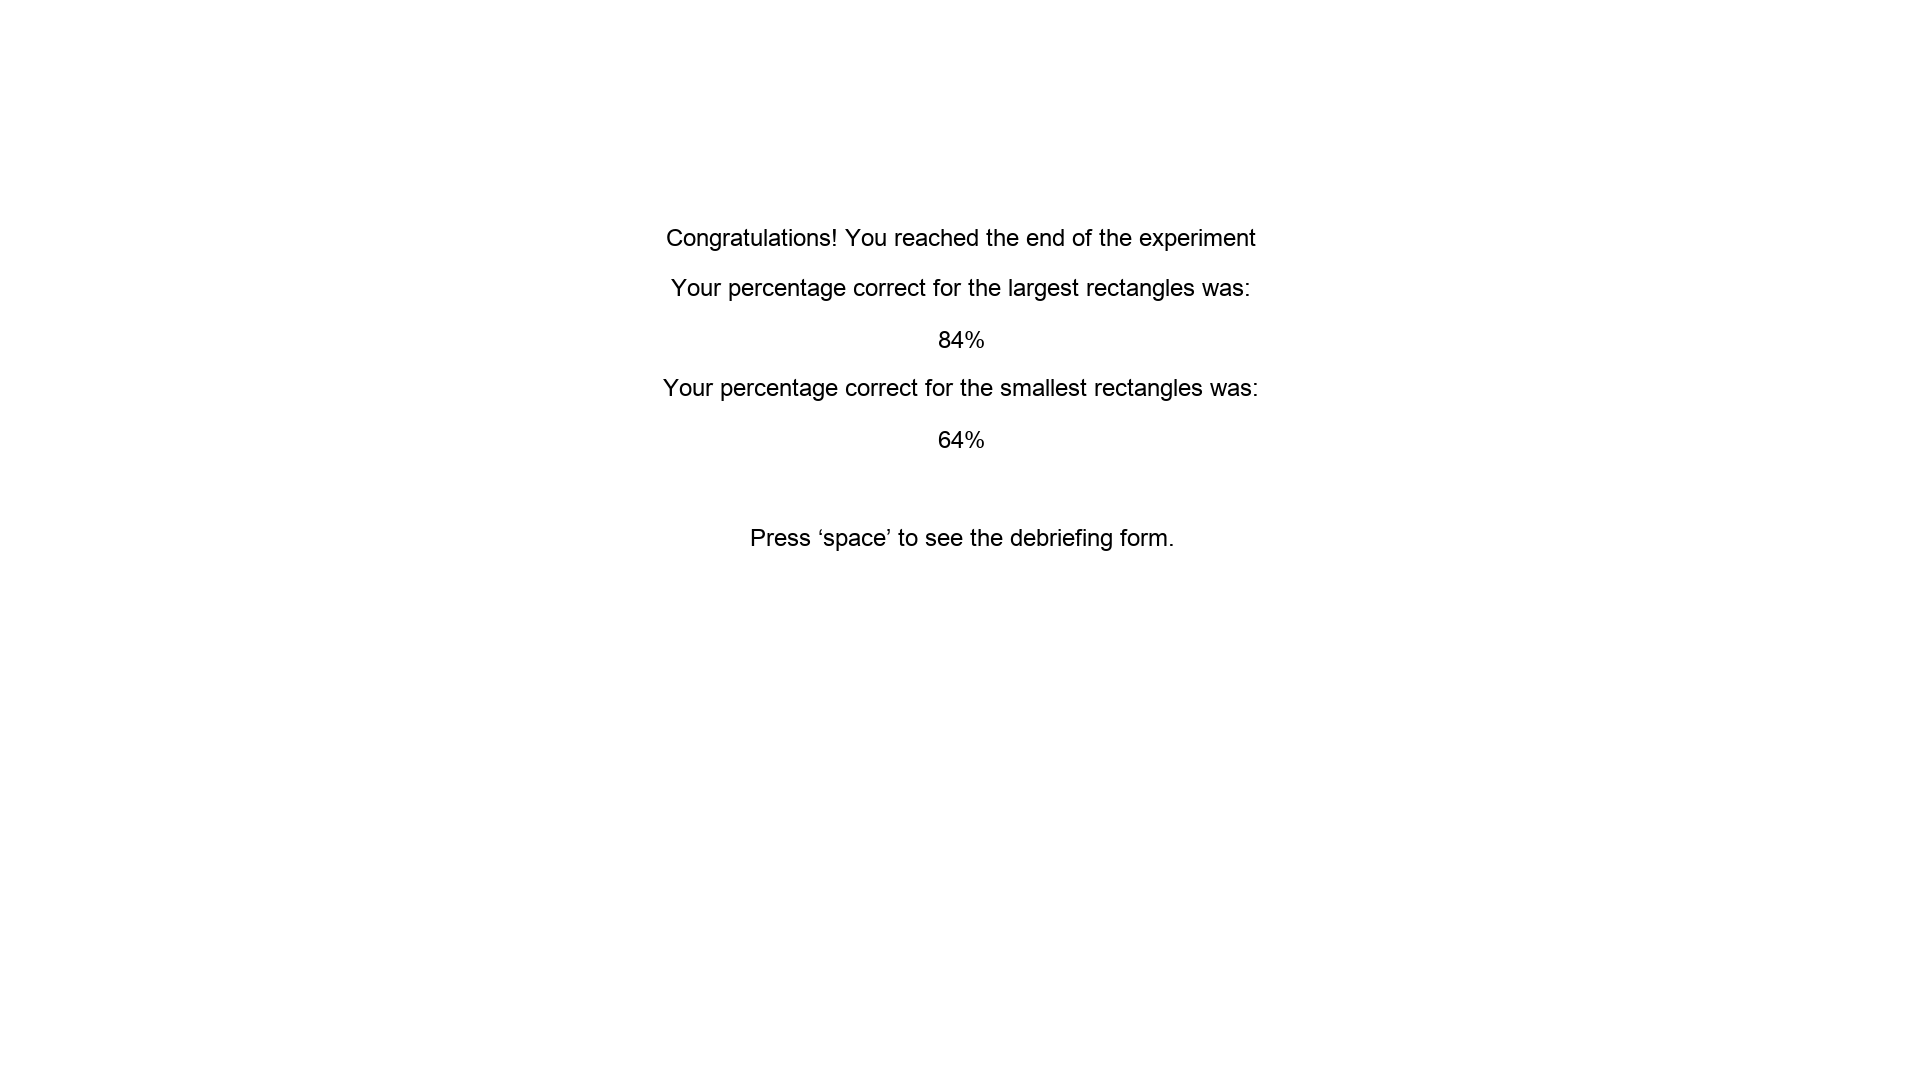 Congratulations! You reached the end of the experiment
Your percentage correct for the largest rectangles was:
84%
Your percentage correct for the smallest rectangles was:
64%
Press ‘space’ to see the debriefing form.